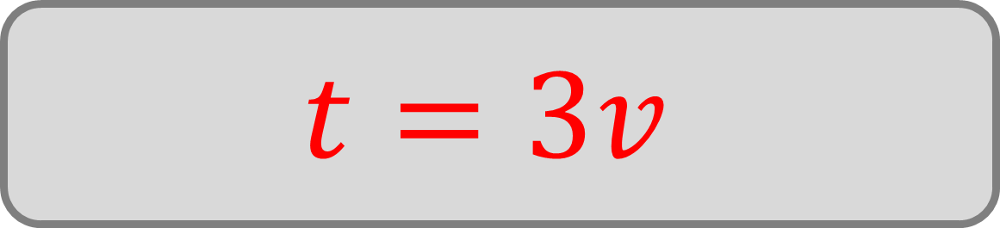 t = 3v